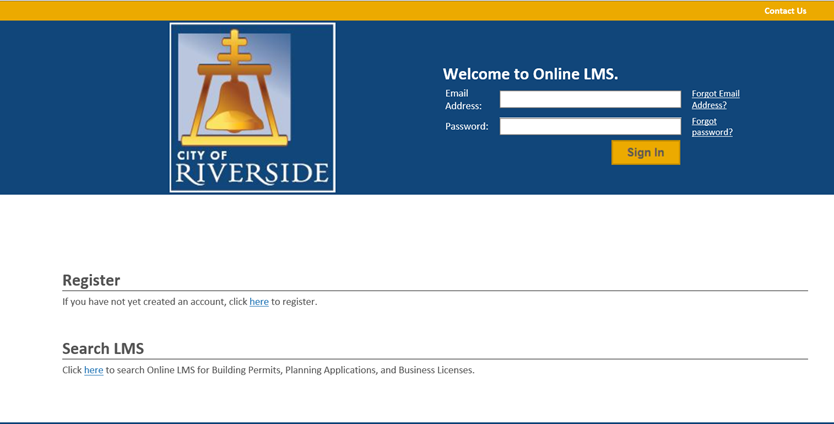 Contact Us
CITY OF
RIVERSIDE
Welcome to Online LMS.
Email
Address:
Forgot Email
Address?
Password:
Forgot
password?
Sign In
Register
If you have not yet created an account, click here to register.
Search LMS
Click here to search Online LMS for Building Permits, Planning Applications, and Business Licenses.